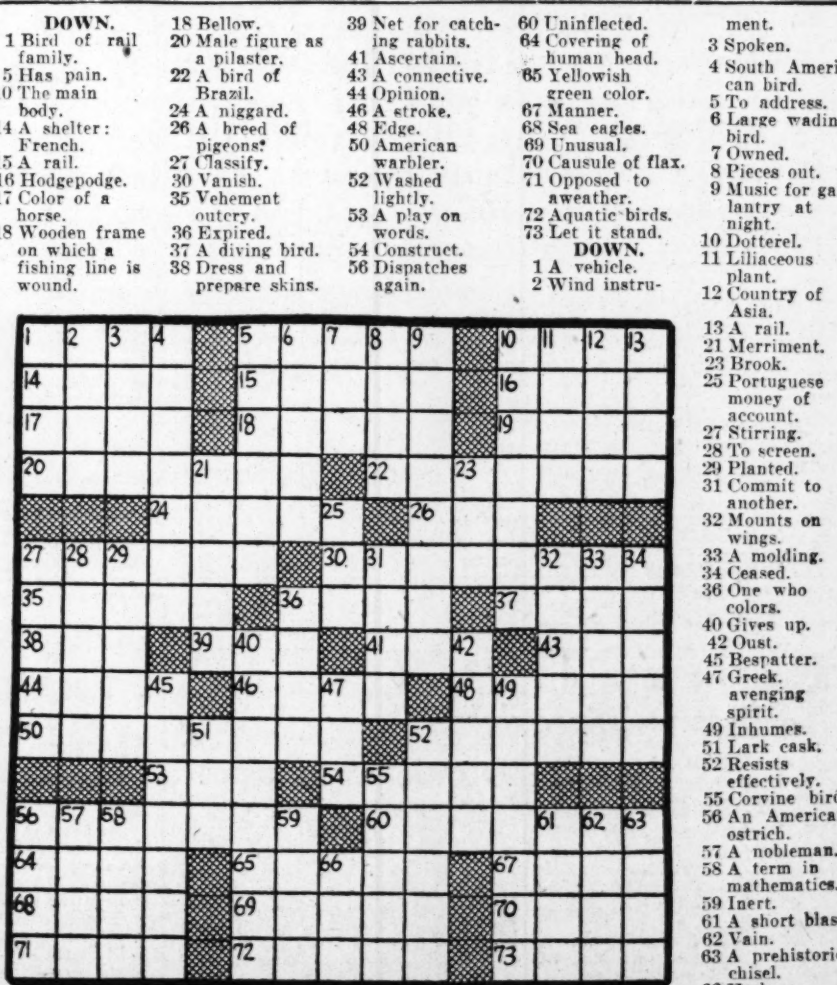 DOWN.
1 Bird of rail
family.
5 Has pain.
0 The main
body.
4 A shelter:
French.
5 A rail.
16 Hodgepodge.
17 Color of a
horse.
18 Wooden frame
on which a
fishing line is
wound.
18 Bellow.
20 Male figure as
a pilaster.
22 A bird of
Brazil.
24 A niggard.
26 A breed of
pigeons.
27 Classify.
30 Vanish.
35 Vehement
outcry.
36 Expired.
37 A diving bird.
38 Dress and
prepare skins.
39 Net for catch-
ing rabbits.
41 Ascertain.
43 A connective.
44 Opinion.
46 A stroke.
48 Edge.
50 American
warbler.
52 Washed
lightly.
53 A play on
words.
54 Construct.
56 Dispatches
again.
60 Uninflected.
64 Covering of
human head.
65 Yellowish
green color.
67 Manner.
68 Sea eagles.
69 Unusual.
70 Causule of flax.
71 Opposed to
aweather.
72 Aquatic birds.
73 Let it stand.
DOWN.
1 A vehicle.
2 Wind instru-
ment.
3 Spoken.
4 South Ameri
can bird.
5 To address.
6 Large wadin
bird.
7 Owned.
8 Pieces out.
9 Music for ga
lantry at
night.
10 Dotterel.
11 Liliaceous
plant.
12 Country of
Asia.
13 A rail.
21 Merriment.
23 Brook.
25 Portuguese
money of
account.
27 Stirring.
28 To screen.
29 Planted.
31 Commit to
another.
32 Mounts on
wings.
33 A molding.
34 Ceased.
36 One who
colors.
40 Gives up.
42 Oust.
45 Bespatter.
47 Greek
avenging
spirit.
49 Inhumes.
51 Lark cask.
52 Resists
effectively.
55 Corvine bird
56 An America
ostrich.
57 A nobleman.
58 A term in
mathematics.
59 Inert.
61 A short blas
62 Vain.
63 A prehistoric
chisel.
1 2 3 4 5 6 7 8 9 10 11 12 13
14 15 16
17 18 19
20 21 22 23
24 25 26
27 28 29 30 31 32 33 34
35 36 37
38 39 40 41 42 43
44 45 46 47 48 49
50 51 52
53 54 55
56 57 58 59 60 61 62 63
64 65 66 67
68 69 70
71 72 73